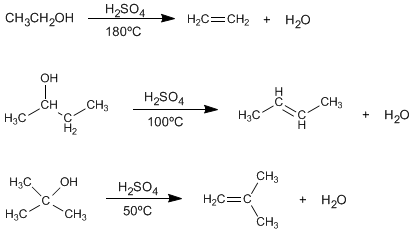 CH₃CH₂OH H₂SO₄ 180ºC H₂C=CH₂ + H₂O
OH
H₃C CH C H₂ CH₃ H₂SO₄ 100ºC H₃C C H C H CH₃ + H₂O
H₃C OH
H₃C C CH₃ H₂SO₄ 50ºC H₂C CH₃ CH₃ + H₂O